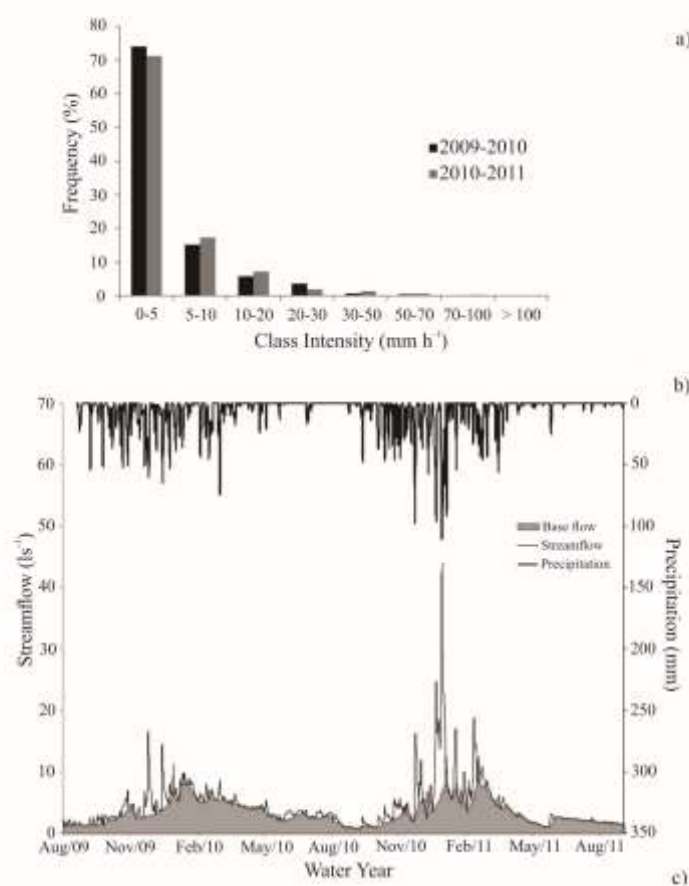 80
a)
70
60
50
40
30
20
10
0
Frequency (%)
2009-2010
2010-2011
0-5 5-10 10-20 20-30 30-50 50-70 70-100 > 100
Class Intensity (mm h⁻¹)
b)
70
60
50
40
30
20
10
0
Streamflow (ls⁻¹)
0
50
100
150
200
250
300
350
Precipitation (mm)
Base flow
Streamflow
Precipitation
Aug/09 Nov/09 Feb/10 May/10 Aug/10 Nov/10 Feb/11 May/11 Aug/11
Water Year
c)